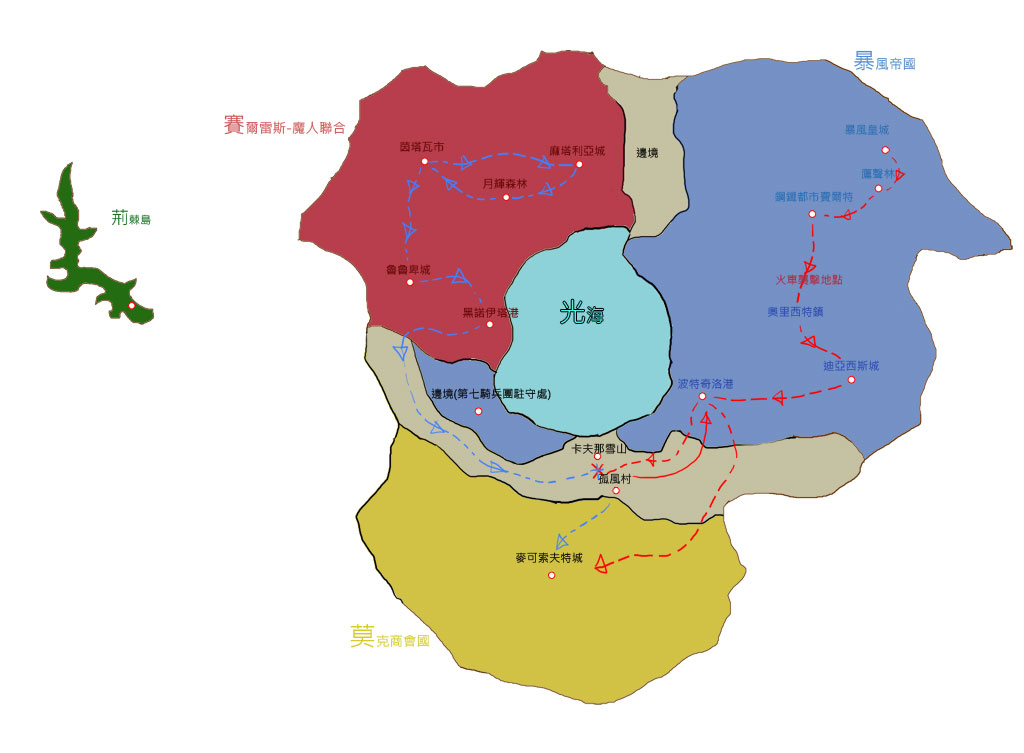 暴風帝國
賽爾雷斯-魔人聯合
暴風皇城
茵塔瓦市
麻塔利亞城
邊境
鷹聲林
月輝森林
鋼鐵都市費爾特
荊棘島
魯魯卑城
火車襲擊地點
黑諾伊塔港
光海
奧里西特鎮
迪亞西斯城
波特奇洛港
邊境(第七騎兵團駐守處)
卡夫那雪山
孤風村
麥可索夫特城
莫克商會國